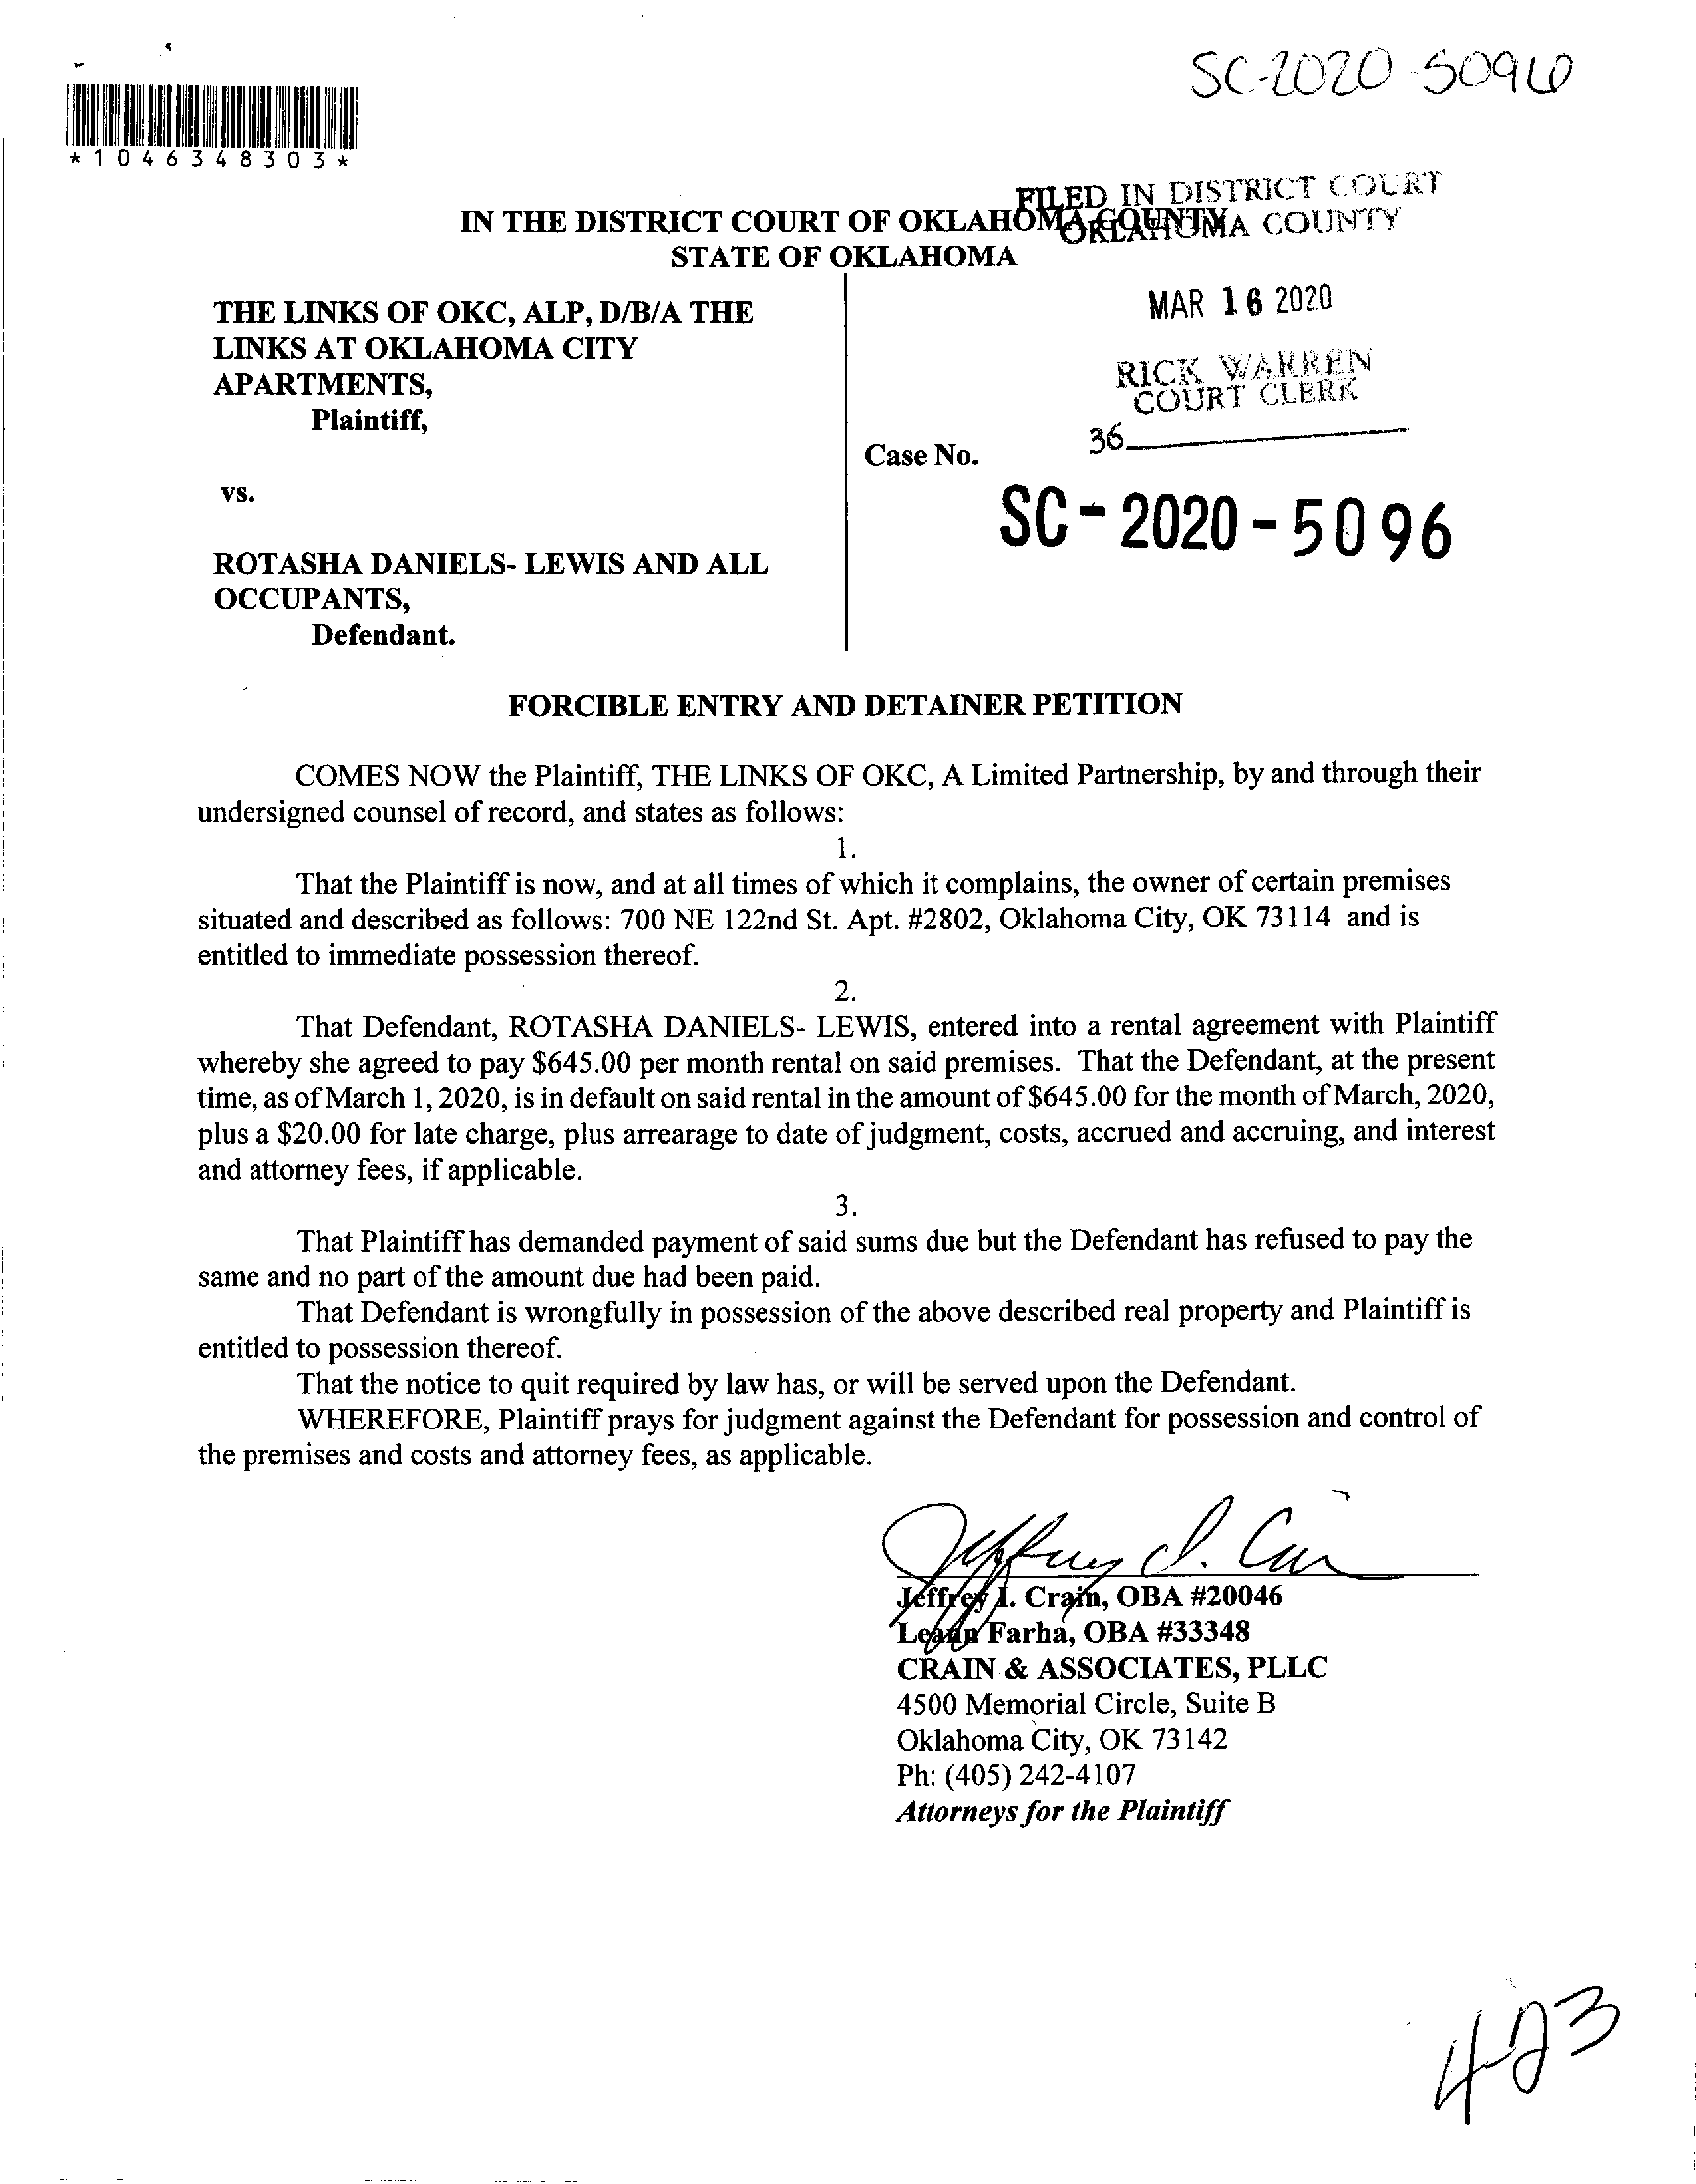 SC-2020-5096
*1046348303*
FILED IN DISTRICT COURT
OKLAHOMA COUNTY
IN THE DISTRICT COURT OF OKLAHOMA COUNTY
STATE OF OKLAHOMA
MAR 16 2020
RICK WARREN
COURT CLERK
36
THE LINKS OF OKC, ALP, D/B/A THE
LINKS AT OKLAHOMA CITY
APARTMENTS,
Plaintiff,
Case No.
vs.
SC-2020-5096
ROTASHA DANIELS- LEWIS AND ALL
OCCUPANTS,
Defendant.
FORCIBLE ENTRY AND DETAINER PETITION
COMES NOW the Plaintiff, THE LINKS OF OKC, A Limited Partnership, by and through their
undersigned counsel of record, and states as follows:
1.
That the Plaintiff is now, and at all times of which it complains, the owner of certain premises
situated and described as follows: 700 NE 122nd St. Apt. #2802, Oklahoma City, OK 73114 and is
entitled to immediate possession thereof.
2.
That Defendant, ROTASHA DANIELS- LEWIS, entered into a rental agreement with Plaintiff
whereby she agreed to pay $645.00 per month rental on said premises. That the Defendant, at the present
time, as of March 1, 2020, is in default on said rental in the amount of $645.00 for the month of March, 2020,
plus a $20.00 for late charge, plus arrearage to date of judgment, costs, accrued and accruing, and interest
and attorney fees, if applicable.
3.
That Plaintiff has demanded payment of said sums due but the Defendant has refused to pay the
same and no part of the amount due had been paid.
That Defendant is wrongfully in possession of the above described real property and Plaintiff is
entitled to possession thereof.
That the notice to quit required by law has, or will be served upon the Defendant.
WHEREFORE, Plaintiff prays for judgment against the Defendant for possession and control of
the premises and costs and attorney fees, as applicable.
Jeffrey I. Crain, OBA #20046
Leann Farha, OBA #33348
CRAIN & ASSOCIATES, PLLC
4500 Memorial Circle, Suite B
Oklahoma City, OK 73142
Ph: (405) 242-4107
Attorneys for the Plaintiff
423